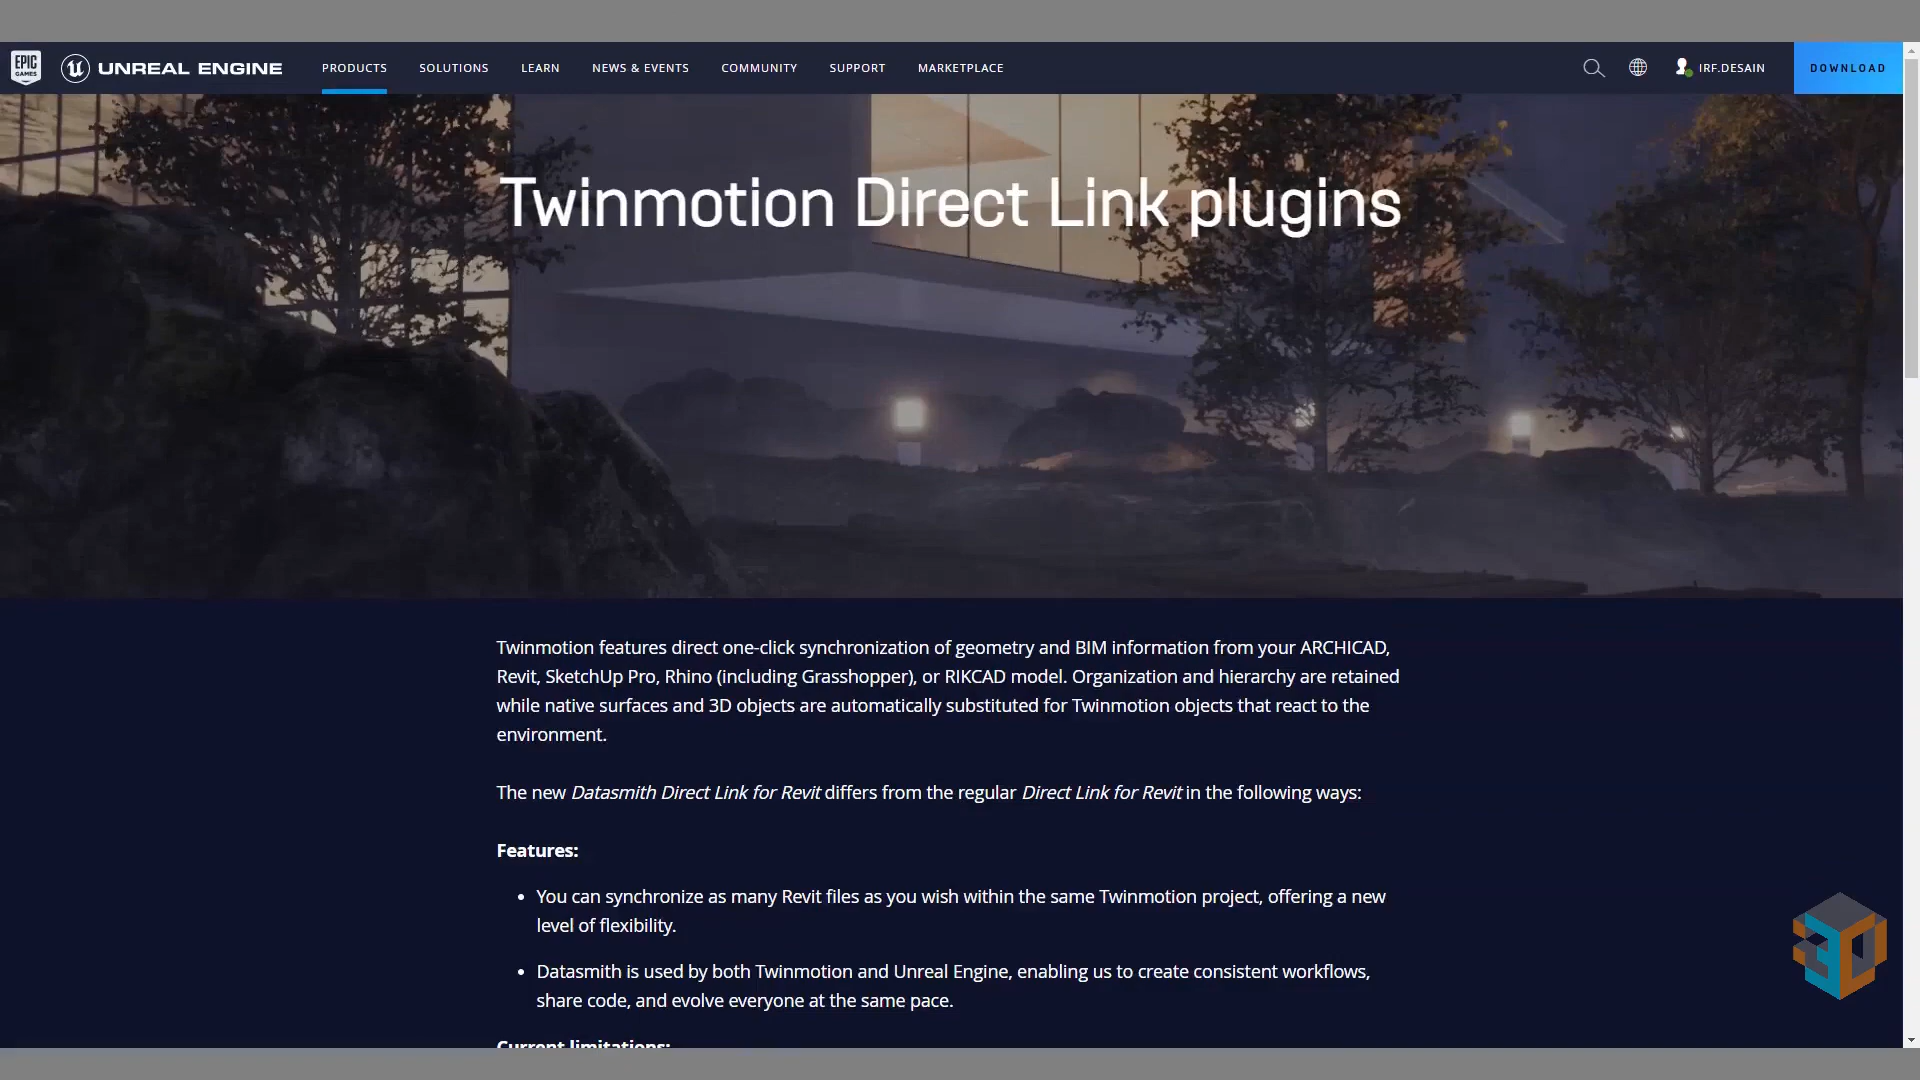 EPIC GAMES
UNREAL ENGINE
PRODUCTS
SOLUTIONS
LEARN
NEWS & EVENTS
COMMUNITY
SUPPORT
MARKETPLACE
IRF.DESAIN
DOWNLOAD
Twinmotion Direct Link plugins
Twinmotion features direct one-click synchronization of geometry and BIM information from your ARCHICAD,
Revit, SketchUp Pro, Rhino (including Grasshopper), or RIKCAD model. Organization and hierarchy are retained
while native surfaces and 3D objects are automatically substituted for Twinmotion objects that react to the
environment.
The new Datasmith Direct Link for Revit differs from the regular Direct Link for Revit in the following ways:
Features:
• You can synchronize as many Revit files as you wish within the same Twinmotion project, offering a new
level of flexibility.
• Datasmith is used by both Twinmotion and Unreal Engine, enabling us to create consistent workflows,
share code, and evolve everyone at the same pace.
Current limitations:
3D